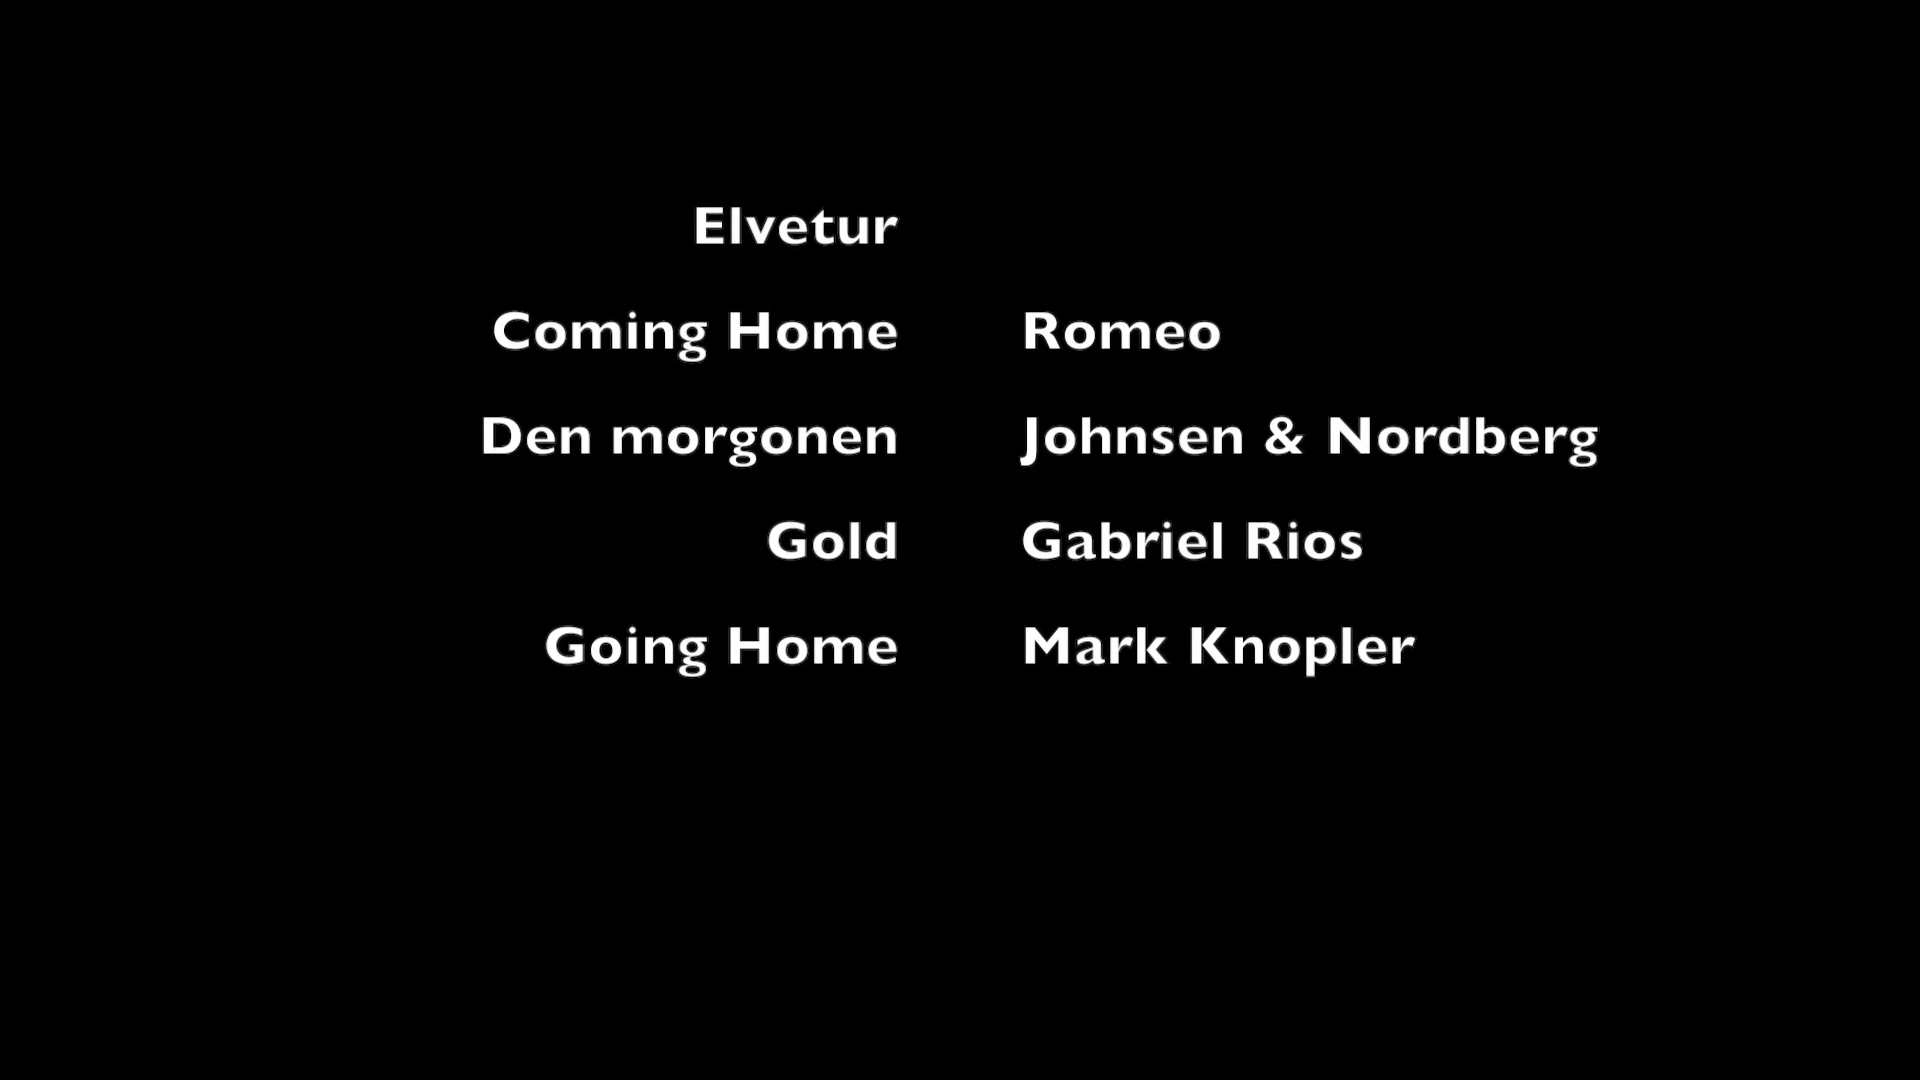 Elvetur
Coming Home Romeo
Den morgonen Johnsen & Nordberg
Gold Gabriel Rios
Going Home Mark Knopler